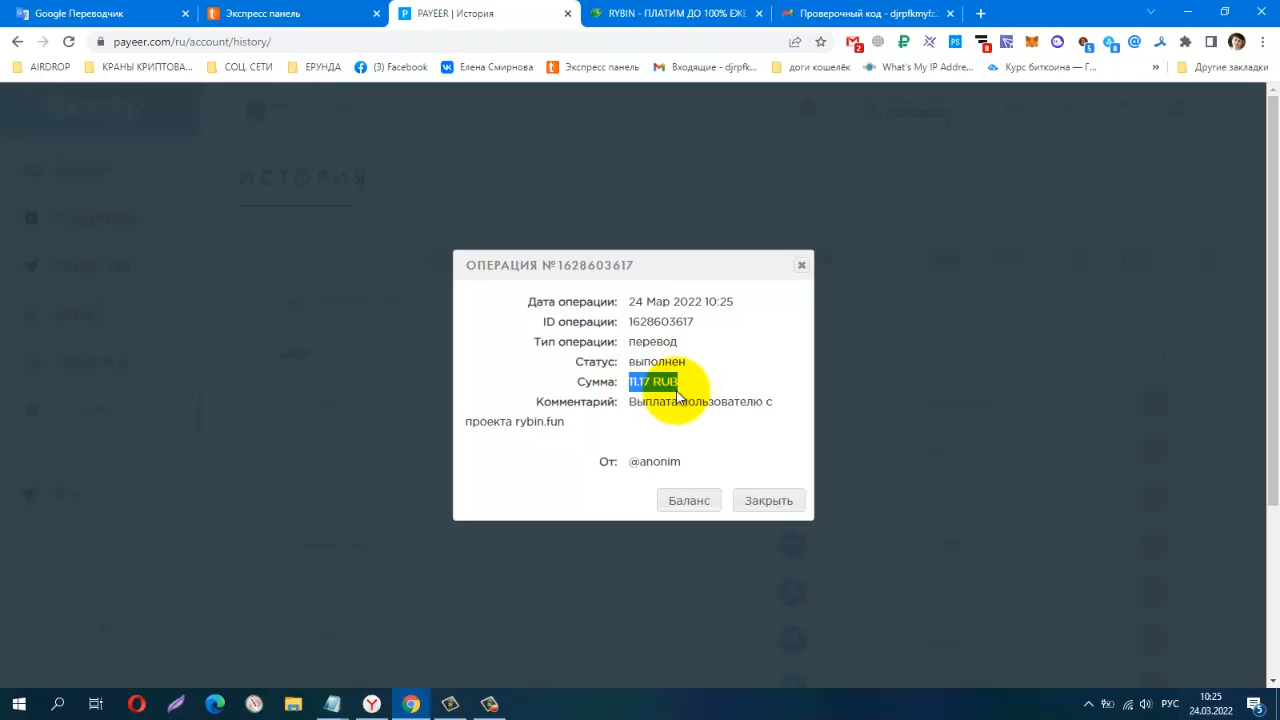 Google Переводчик
Экспресс панель
PAYEER | История
RYBIN - ПЛАТИМ ДО 100% ЕЖЕ
Проверочный код - djrpfkmyfz
payeer.com/ru/account/history/
AIRDROP
КРАНЫ КРИПТОВА...
СОЦ. СЕТИ
ЕРУНДА
(3) Facebook
Елена Смирнова
Экспресс панель
Входящие - djrpfk...
доги кошелёк
What's My IP Addre...
Курс биткоина — Г...
»
Другие закладки
ИСТОРИЯ
ОПЕРАЦИЯ №1628603617
Дата операции: 24 Мар 2022 10:25
ID операции: 1628603617
Тип операции: перевод
Статус: выполнен
Сумма: 11.17 RUB
Комментарий: Выплата пользователю с
проекта rybin.fun
От: @anonim
Баланс
Закрыть
РУС
10:25
24.03.2022
5